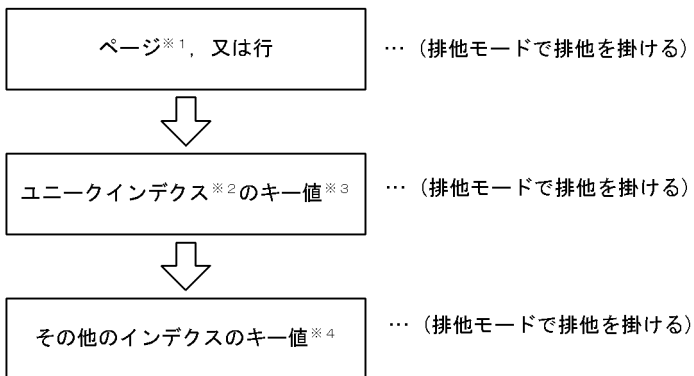 ページ※1，又は行 … (排他モードで排他を掛ける)
ユニークインデクス※2のキー値※3 … (排他モードで排他を掛ける)
その他のインデクスのキー値※4 … (排他モードで排他を掛ける)